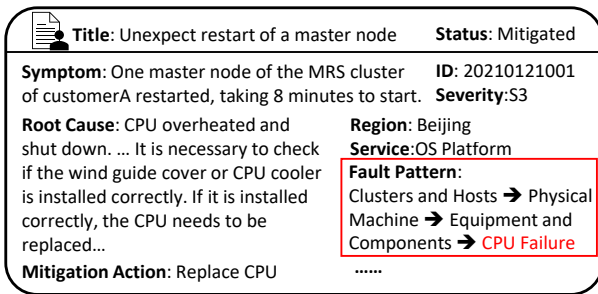 Title: Unexpect restart of a master node Status: Mitigated
Symptom: One master node of the MRS cluster ID: 20210121001
of customerA restarted, taking 8 minutes to start. Severity:S3
Root Cause: CPU overheated and
shut down. ... It is necessary to check
if the wind guide cover or CPU cooler
is installed correctly. If it is installed
correctly, the CPU needs to be
replaced...
Mitigation Action: Replace CPU
Region: Beijing
Service:OS Platform
Fault Pattern:
Clusters and Hosts ➔ Physical
Machine ➔ Equipment and
Components ➔ CPU Failure
......